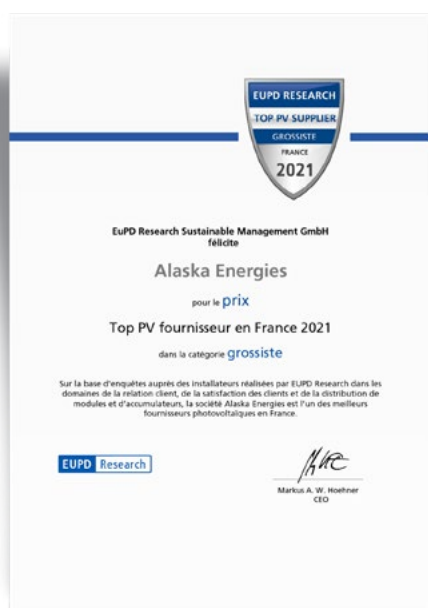 EUPD RESEARCH
TOP PV SUPPLIER
GROSSISTE
FRANCE
2021
EuPD Research Sustainable Management GmbH
félicite
Alaska Energies
pour le prix
Top PV fournisseur en France 2021
dans la catégorie grossiste
Sur la base d'enquêtes auprès des installateurs réalisées par EUPD Research dans les
domaines de la relation client, de la satisfaction des clients et de la distribution de
modules et d'accumulateurs, la société Alaska Energies est l'un des meilleurs
fournisseurs photovoltaïques en France.
EUPD Research
Markus A. W. Hoehner
CEO